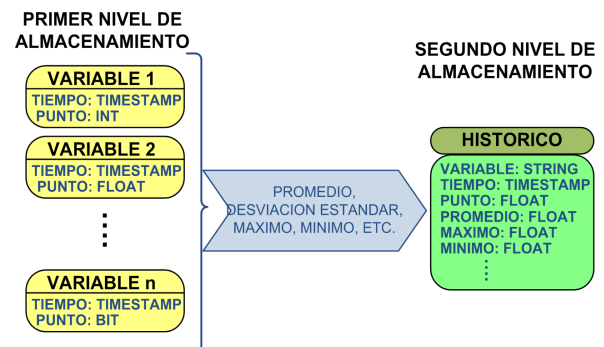 PRIMER NIVEL DE
ALMACENAMIENTO
VARIABLE 1
TIEMPO: TIMESTAMP
PUNTO: INT
VARIABLE 2
TIEMPO: TIMESTAMP
PUNTO: FLOAT
VARIABLE n
TIEMPO: TIMESTAMP
PUNTO: BIT
PROMEDIO,
DESVIACION ESTANDAR,
MAXIMO, MINIMO, ETC.
SEGUNDO NIVEL DE
ALMACENAMIENTO
HISTORICO
VARIABLE: STRING
TIEMPO: TIMESTAMP
PUNTO: FLOAT
PROMEDIO: FLOAT
MAXIMO: FLOAT
MINIMO: FLOAT